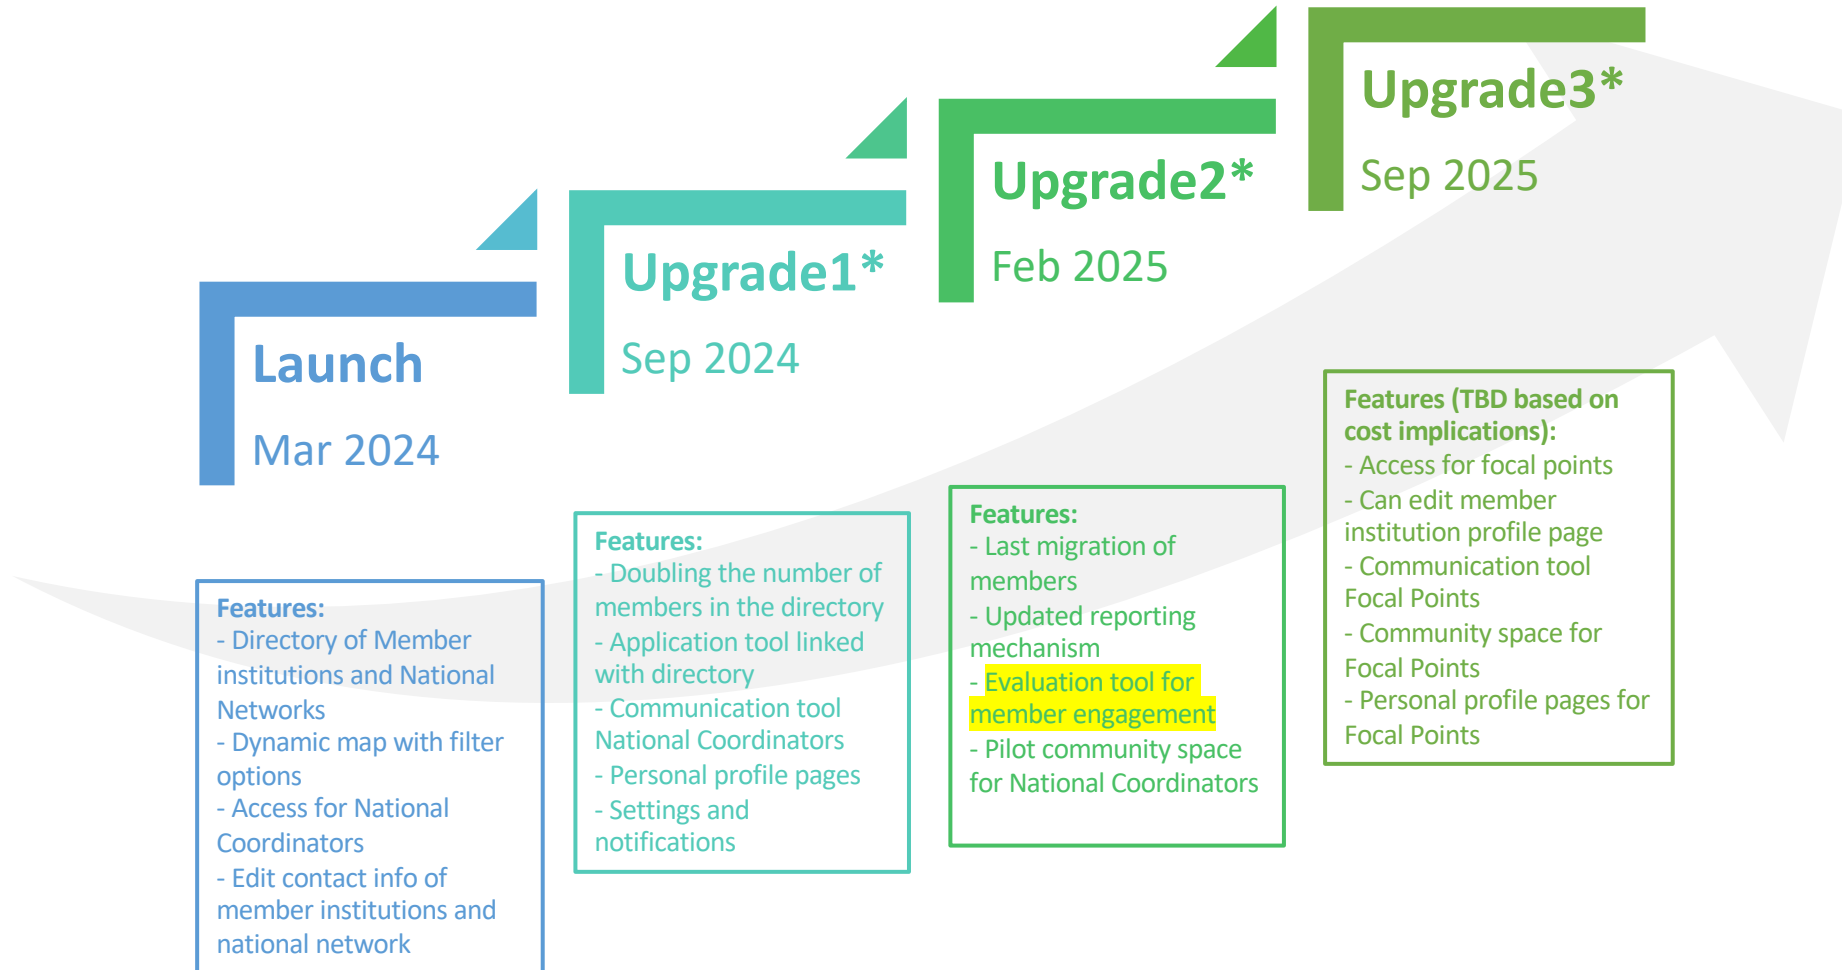 Launch
Mar 2024
Features:
- Directory of Member
institutions and National
Networks
- Dynamic map with filter
options
- Access for National
Coordinators
- Edit contact info of
member institutions and
national network
Upgrade1*
Sep 2024
Features:
- Doubling the number of
members in the directory
- Application tool linked
with directory
- Communication tool
National Coordinators
- Personal profile pages
- Settings and
notifications
Upgrade2*
Feb 2025
Features:
- Last migration of
members
- Updated reporting
mechanism
- Evaluation tool for
member engagement
- Pilot community space
for National Coordinators
Upgrade3*
Sep 2025
Features (TBD based on
cost implications):
- Access for focal points
- Can edit member
institution profile page
- Communication tool
Focal Points
- Community space for
Focal Points
- Personal profile pages for
Focal Points